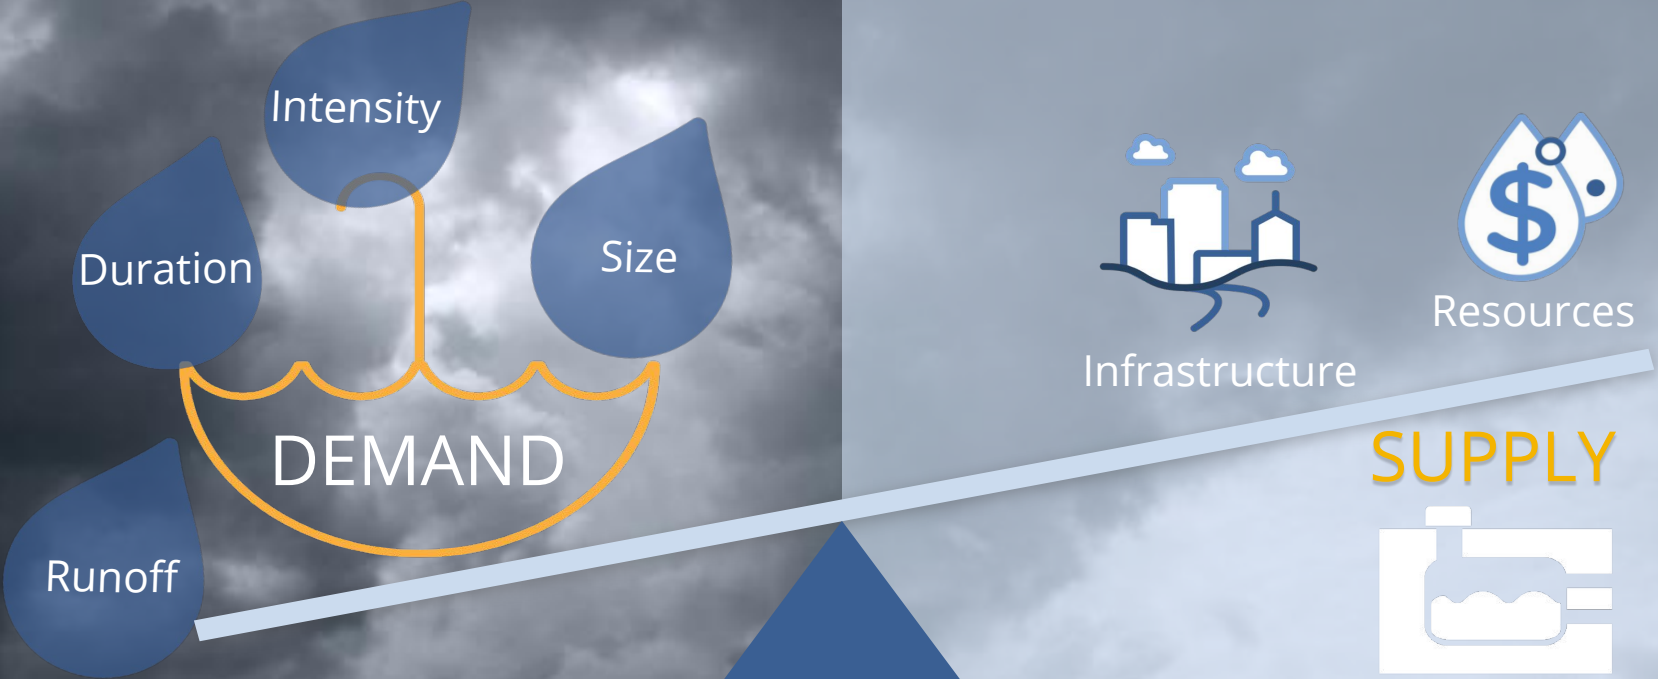 Intensity
Duration
Size
DEMAND
Runoff
Infrastructure
$
Resources
SUPPLY